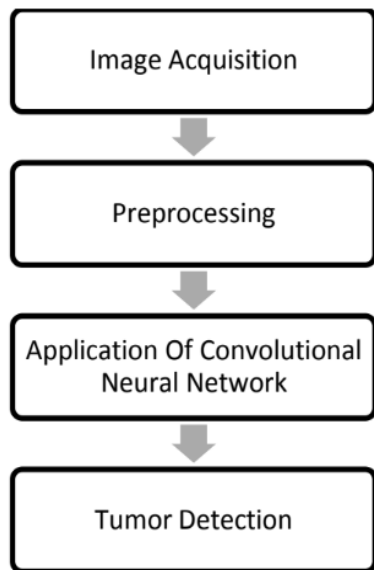 Image Acquisition
Preprocessing
Application Of Convolutional
Neural Network
Tumor Detection